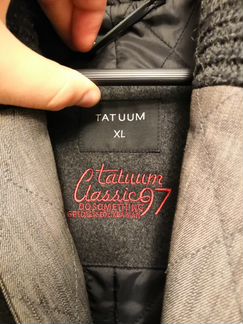 TATUUM
XL
tatuum
Classic 97
DO SOMETHING